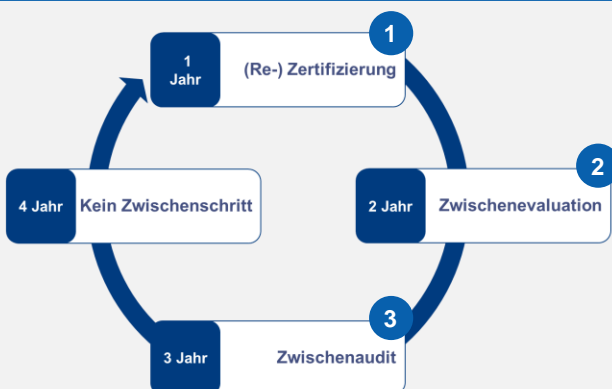 1
1
Jahr
(Re-) Zertifizierung
2
2 Jahr
Zwischenevaluation
3
3 Jahr
Zwischenaudit
4 Jahr
Kein Zwischenschritt